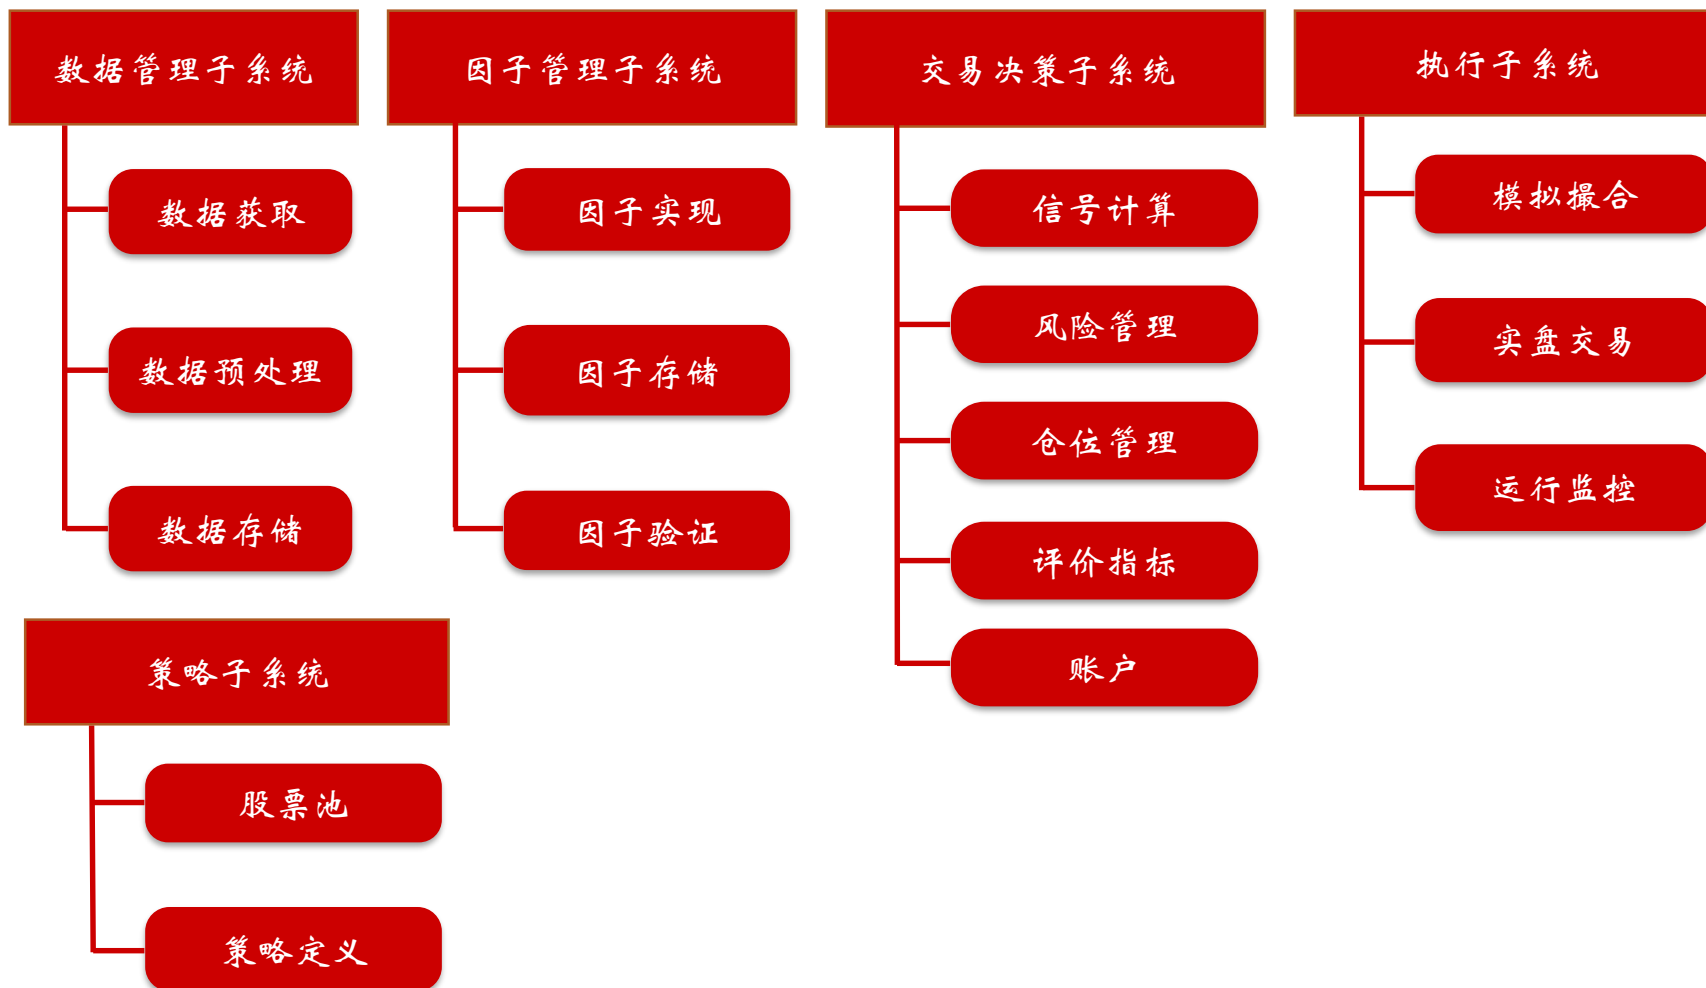 数据管理子系统
数据获取
数据预处理
数据存储
因子管理子系统
因子实现
因子存储
因子验证
交易决策子系统
信号计算
风险管理
仓位管理
评价指标
账户
执行子系统
模拟撮合
实盘交易
运行监控
策略子系统
股票池
策略定义